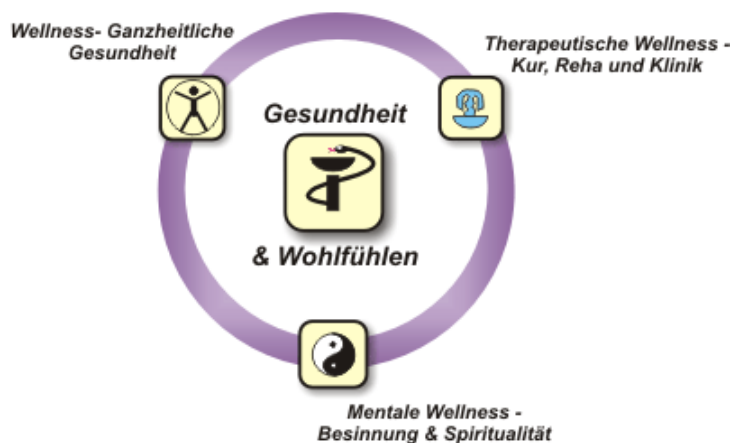 Wellness- Ganzheitliche
Gesundheit
Therapeutische Wellness -
Kur, Reha und Klinik
Gesundheit
& Wohlfühlen
Mentale Wellness -
Besinnung & Spiritualität